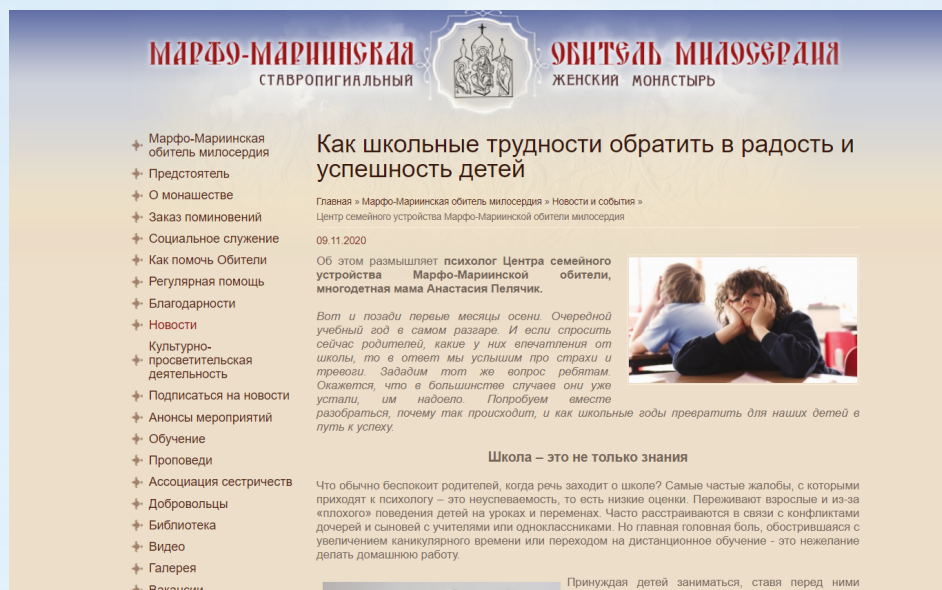 МАРФО-МАРИИНСКАЯ ОБИТЕЛЬ МИЛОСЕРДИЯ
СТАВРОПИГИАЛЬНЫЙ ЖЕНСКИЙ МОНАСТЫРЬ
Марфо-Мариинская
обитель милосердия
Предстоятель
О монашестве
Заказ поминовений
Социальное служение
Как помочь Обители
Регулярная помощь
Благодарности
Новости
Культурно-
просветительская
деятельность
Подписаться на новости
Анонсы мероприятий
Обучение
Проповеди
Ассоциация сестричеств
Добровольцы
Библиотека
Видео
Галерея
Вакансии
Как школьные трудности обратить в радость и
успешность детей
Главная » Марфо-Мариинская обитель милосердия » Новости и события »
Центр семейного устройства Марфо-Мариинской обители милосердия
09.11.2020
Об этом размышляет психолог Центра семейного
устройства Марфо-Мариинской обители,
многодетная мама Анастасия Пелячик.
Вот и позади первые месяцы осени. Очередной
учебный год в самом разгаре. И если спросить
сейчас родителей, какие у них впечатления от
школы, то в ответ мы услышим про страхи и
тревоги. Зададим тот же вопрос ребятам.
Окажется, что в большинстве случаев они уже
устали, им надоело. Попробуем вместе
разобраться, почему так происходит, и как школьные годы превратить для наших детей в
путь к успеху.
Школа – это не только знания
Что обычно беспокоит родителей, когда речь заходит о школе? Самые частые жалобы, с которыми
приходят к психологу – это неуспеваемость, то есть низкие оценки. Переживают взрослые и из-за
«плохого» поведения детей на уроках и переменах. Часто расстраиваются в связи с конфликтами
дочерей и сыновей с учителями или одноклассниками. Но главная головная боль, обострившаяся с
увеличением каникулярного времени или переходом на дистанционное обучение - это нежелание
делать домашнюю работу.
Принуждая детей заниматься, ставя перед ними